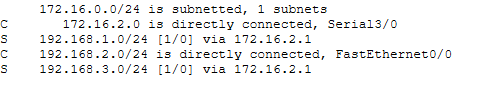 172.16.0.0/24 is subnetted, 1 subnets
C       172.16.2.0 is directly connected, Serial3/0
S    192.168.1.0/24 [1/0] via 172.16.2.1
C    192.168.2.0/24 is directly connected, FastEthernet0/0
S    192.168.3.0/24 [1/0] via 172.16.2.1